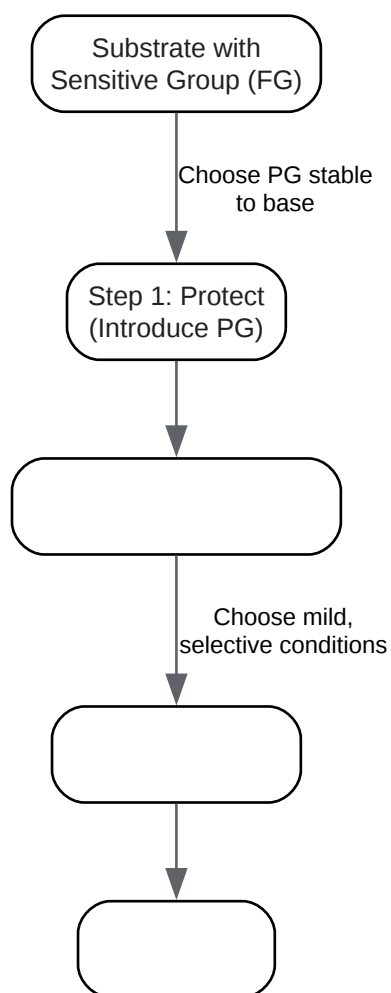 Substrate with
Sensitive Group (FG)
Choose PG stable
to base
Step 1: Protect
(Introduce PG)
Choose mild,
selective conditions